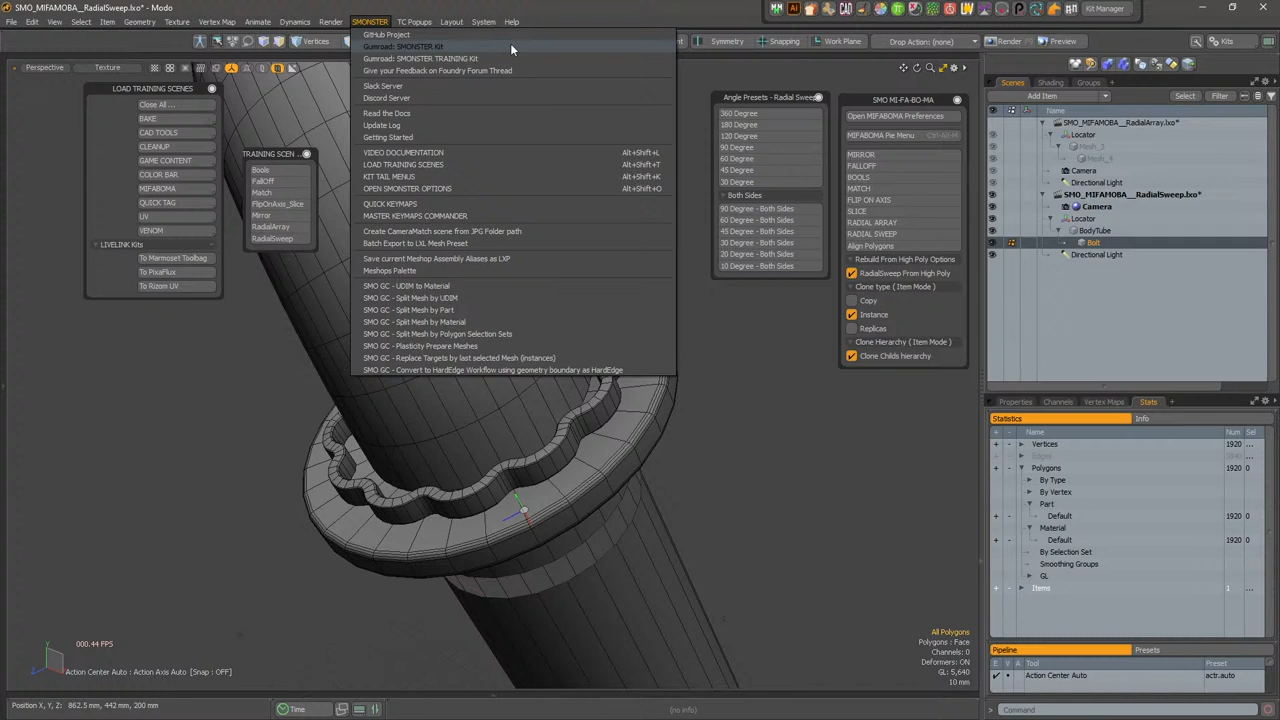 SMO_MIFAMOBA__RadialSweep.lxo* - Modo
Kit Manager
File Edit View Select Item Geometry Texture Vertex Map Animate Dynamics Render SMONSTER TC Popups Layout System Help
Vertices
Symmetry
Snapping
Work Plane
Drop Action: (none)
Render
Preview
Kits
Perspective
LOAD TRAINING SCENES
Close All ...
BAKE
CAD TOOLS
CLEANUP
GAME CONTENT
COLOR BAR
MIFABOMA
QUICK TAG
UV
VENOM
LIVELINK Kits
To Marmoset Toolbag
To PixaFlux
To Rizom UV
TRAINING SCEN ...
Bools
FallOff
Match
FlipOnAxis_Slice
Mirror
RadialArray
RadialSweep
GitHub Project
Gumroad: SMONSTER Kit
Gumroad: SMONSTER TRAINING Kit
Give your Feedback on Foundry Forum Thread
Slack Server
Discord Server
Read the Docs
Update Log
Getting Started
VIDEO DOCUMENTATION Alt+Shift+L
LOAD TRAINING SCENES Alt+Shift+T
KIT TAIL MENUS Alt+Shift+K
OPEN SMONSTER OPTIONS Alt+Shift+O
QUICK KEYMAPS
MASTER KEYMAPS COMMANDER
Create CameraMatch scene from JPG Folder path
Batch Export to LXL Mesh Preset
Save current Meshop Assembly Aliases as LXP
Meshops Palette
SMO GC - UDIM to Material
SMO GC - Split Mesh by UDIM
SMO GC - Split Mesh by Part
SMO GC - Split Mesh by Material
SMO GC - Split Mesh by Polygon Selection Sets
SMO GC - Plasticity Prepare Meshes
SMO GC - Replace Targets by last selected Mesh (instances)
SMO GC - Convert to HardEdge Workflow using geometry boundary as HardEdge
Angle Presets - Radial Sweep
360 Degree
180 Degree
120 Degree
90 Degree
60 Degree
45 Degree
30 Degree
Both Sides
90 Degree - Both Sides
60 Degree - Both Sides
45 Degree - Both Sides
30 Degree - Both Sides
20 Degree - Both Sides
10 Degree - Both Sides
SMO MI-FA-BO-MA
Open MIFABOMA Preferences
MIFABOMA Pie Menu Ctrl-Alt-M
MIRROR
FALLOFF
BOOLS
MATCH
FLIP ON AXIS
SLICE
RADIAL ARRAY
RADIAL SWEEP
Align Polygons
Rebuild From High Poly Options
RadialSweep From High Poly
Clone type ( Item Mode )
Copy
Instance
Replicas
Clone Hierarchy ( Item Mode )
Clone Childs hierarchy
Scenes Shading Groups
Add Item Select Filter
Name
SMO_MIFAMOBA__RadialArray.lxo*
Locator
Mesh_3
Mesh_4
Camera
Directional Light
SMO_MIFAMOBA__RadialSweep.lxo*
Camera
Locator
BodyTube
Bolt
Directional Light
Properties Channels Vertex Maps Stats
Statistics Info
Name Num Sel
Vertices 1920 ...
Edges 3840 ...
Polygons 1920 0
By Type
By Vertex
Part
Default 1920 0
Material
Default 1920 0
By Selection Set
Smoothing Groups
GL
Items 1 ...
Pipeline Presets
E V A Tool Preset
Action Center Auto actr.auto
000.44 FPS
Y
Z
Action Center Auto : Action Axis Auto [Snap : OFF]
All Polygons
Polygons : Face
Channels: 0
Deformers: ON
GL: 5,640
10 mm
Position X, Y, Z: 862.5 mm, 442 mm, 200 mm
Time
(no info)
Command